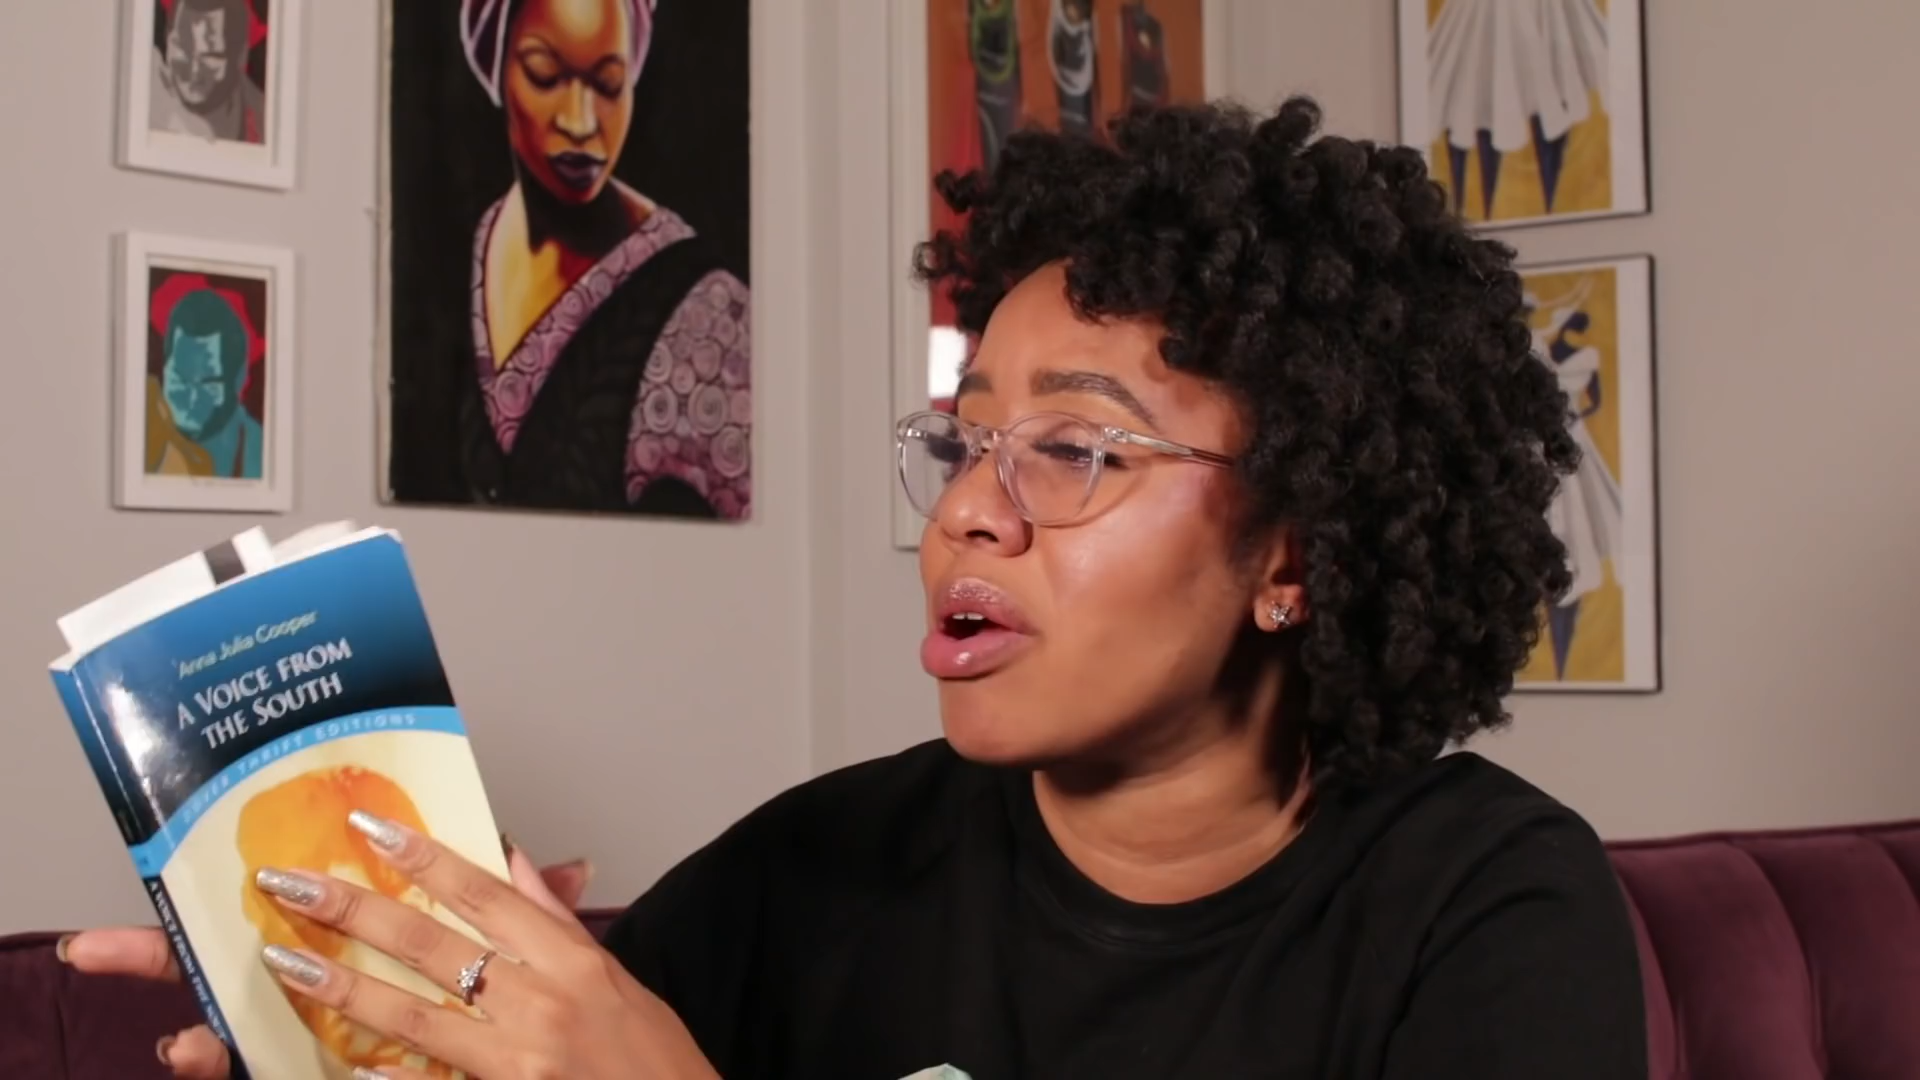 Anna Julia Cooper
A VOICE FROM
THE SOUTH
DOVER THRIFT EDITIONS